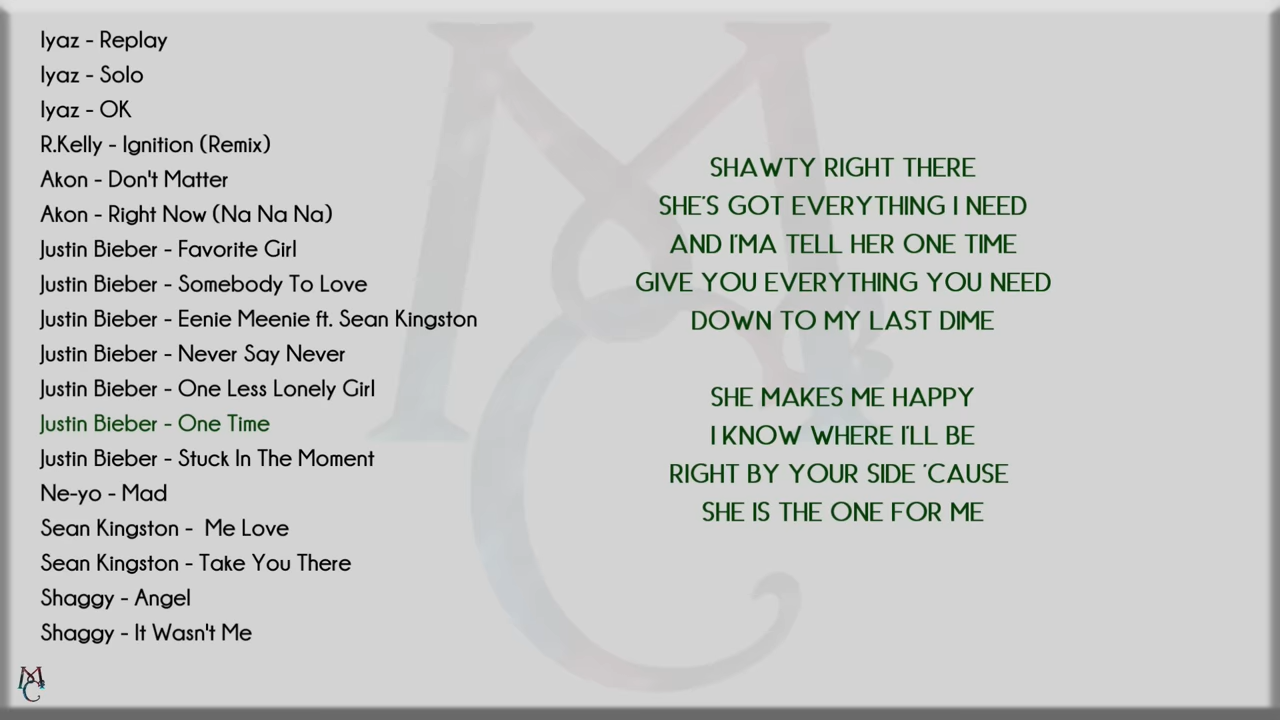 Iyaz - Replay
Iyaz - Solo
Iyaz - OK
R.Kelly - Ignition (Remix)
Akon - Don't Matter
Akon - Right Now (Na Na Na)
Justin Bieber - Favorite Girl
Justin Bieber - Somebody To Love
Justin Bieber - Eenie Meenie ft. Sean Kingston
Justin Bieber - Never Say Never
Justin Bieber - One Less Lonely Girl
Justin Bieber - One Time
Justin Bieber - Stuck In The Moment
Ne-yo - Mad
Sean Kingston -  Me Love
Sean Kingston - Take You There
Shaggy - Angel
Shaggy - It Wasn't Me
SHAWTY RIGHT THERE
SHE'S GOT EVERYTHING I NEED
AND I'MA TELL HER ONE TIME
GIVE YOU EVERYTHING YOU NEED
DOWN TO MY LAST DIME
SHE MAKES ME HAPPY
I KNOW WHERE I'LL BE
RIGHT BY YOUR SIDE 'CAUSE
SHE IS THE ONE FOR ME
MC